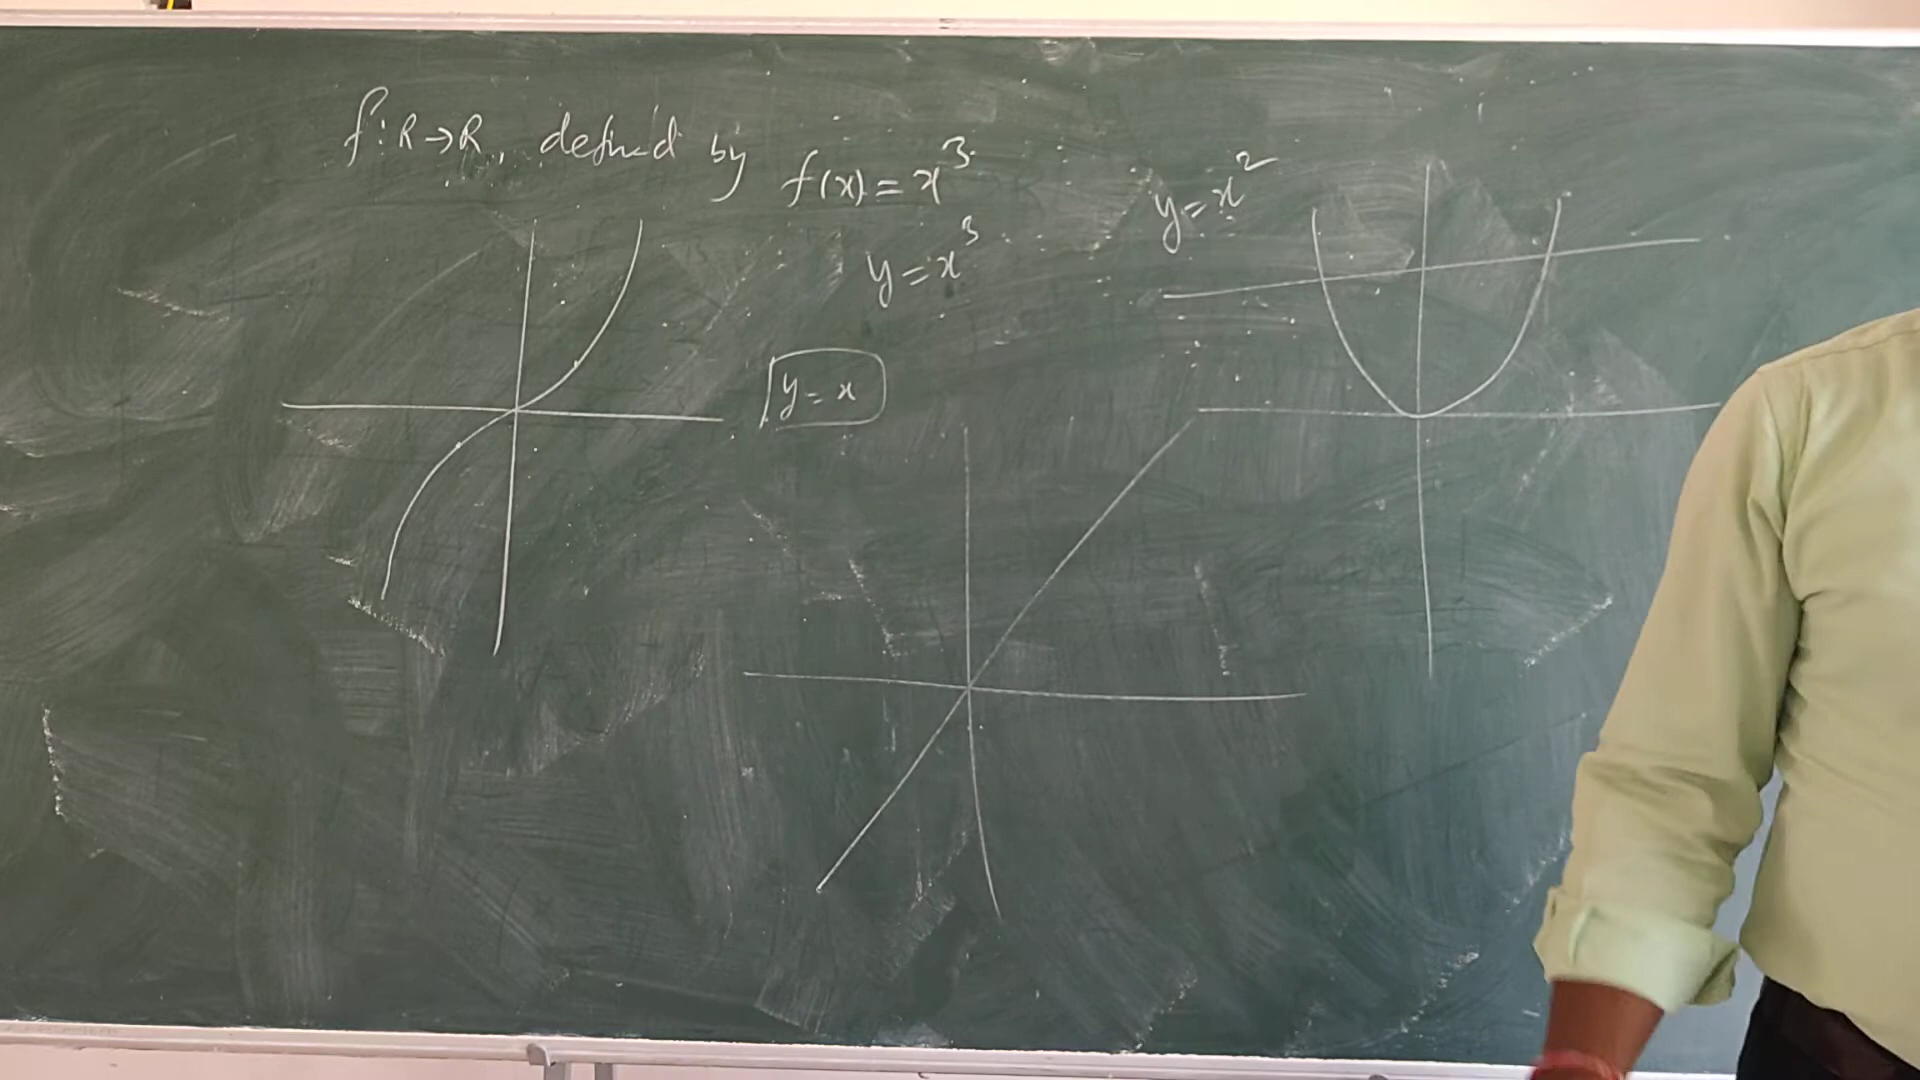 f: R→R, defined by f(x) = x³
y = x³
y = x²
y = x